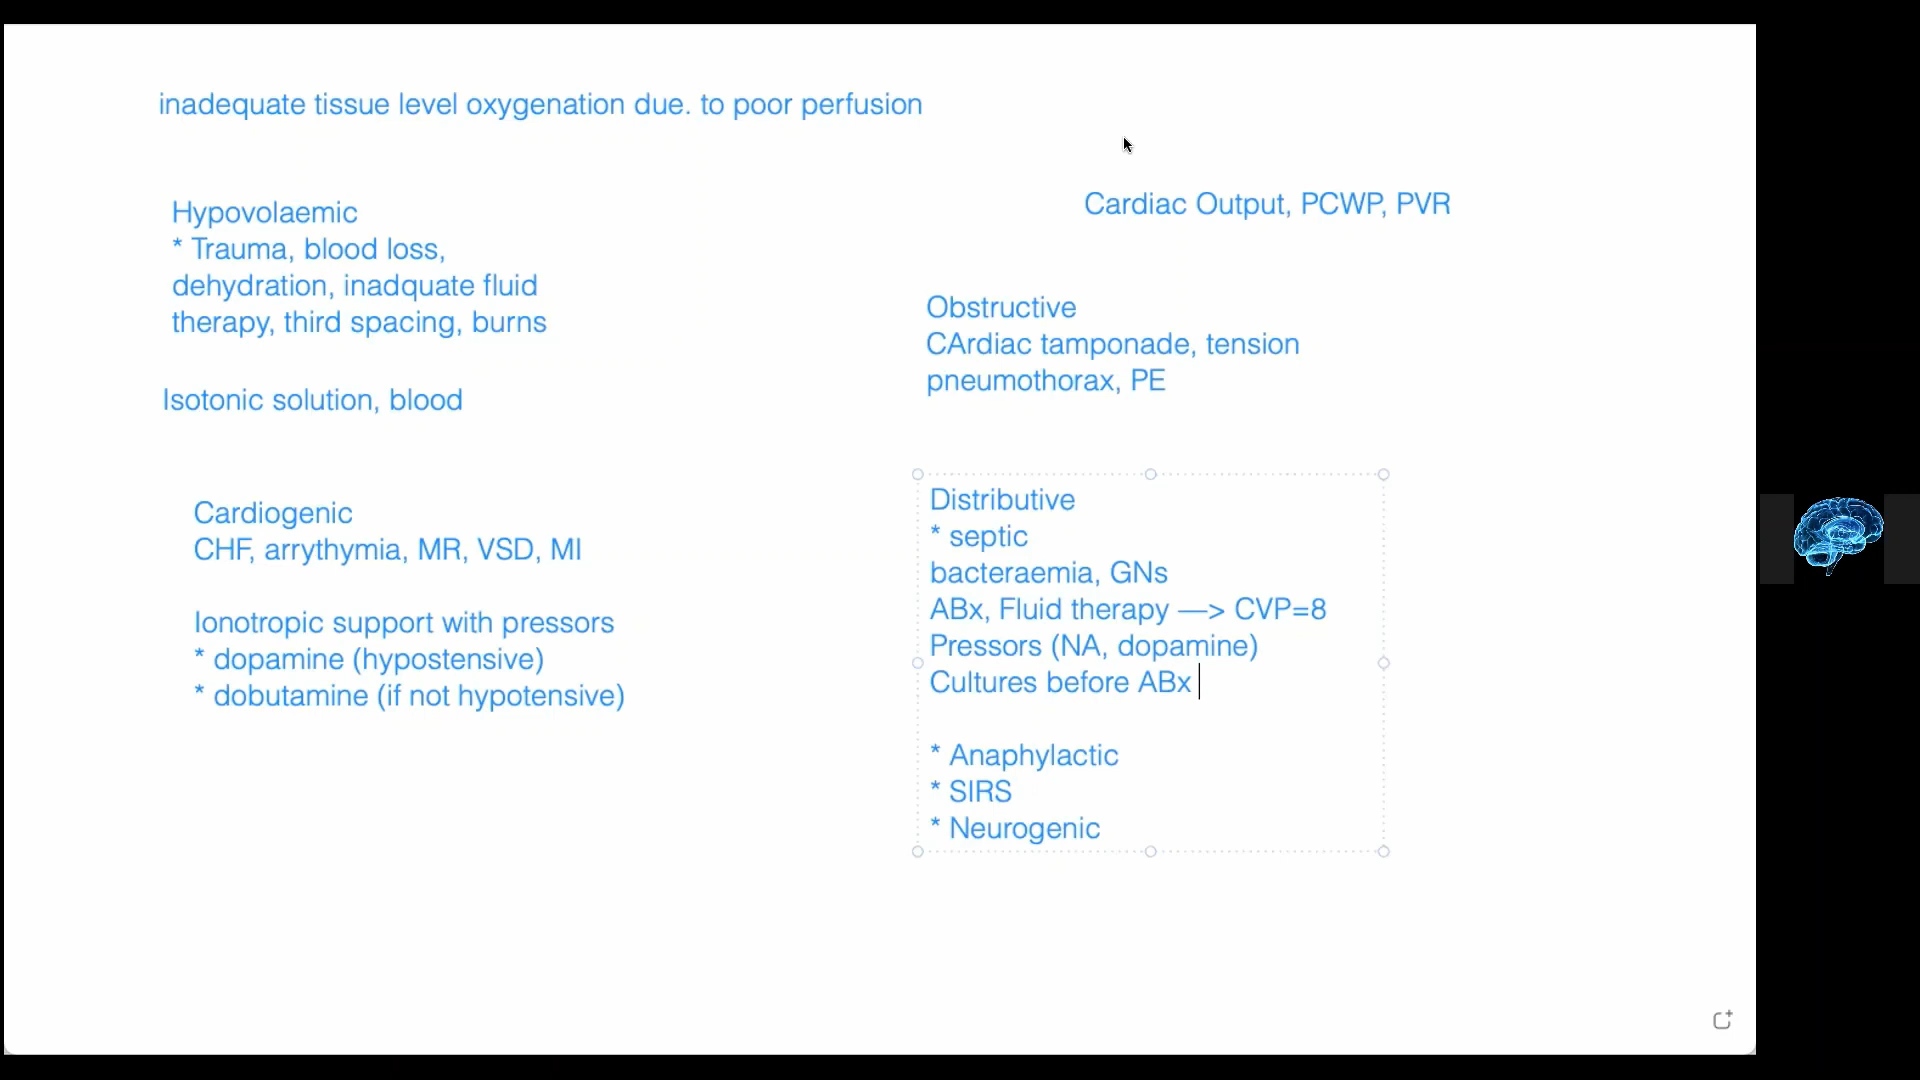 inadequate tissue level oxygenation due. to poor perfusion
Hypovolaemic
* Trauma, blood loss,
dehydration, inadquate fluid
therapy, third spacing, burns
Isotonic solution, blood
Cardiogenic
CHF, arrythymia, MR, VSD, MI
Ionotropic support with pressors
* dopamine (hypostensive)
* dobutamine (if not hypotensive)
Cardiac Output, PCWP, PVR
Obstructive
CArdiac tamponade, tension
pneumothorax, PE
Distributive
* septic
bacteraemia, GNs
ABx, Fluid therapy —> CVP=8
Pressors (NA, dopamine)
Cultures before ABx
* Anaphylactic
* SIRS
* Neurogenic